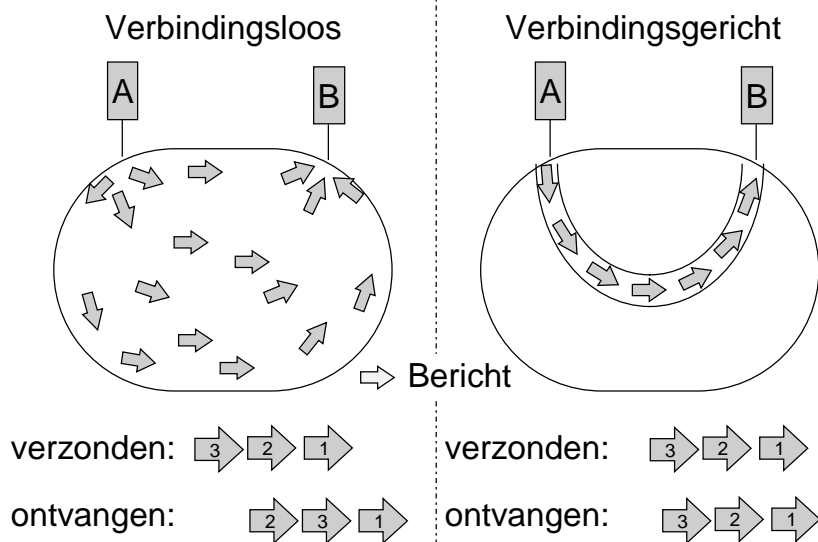 Verbindingsloos
A
B
verzonden: 3 2 1
ontvangen: 2 3 1
Verbindingsgericht
A
B
Bericht
verzonden: 3 2 1
ontvangen: 3 2 1